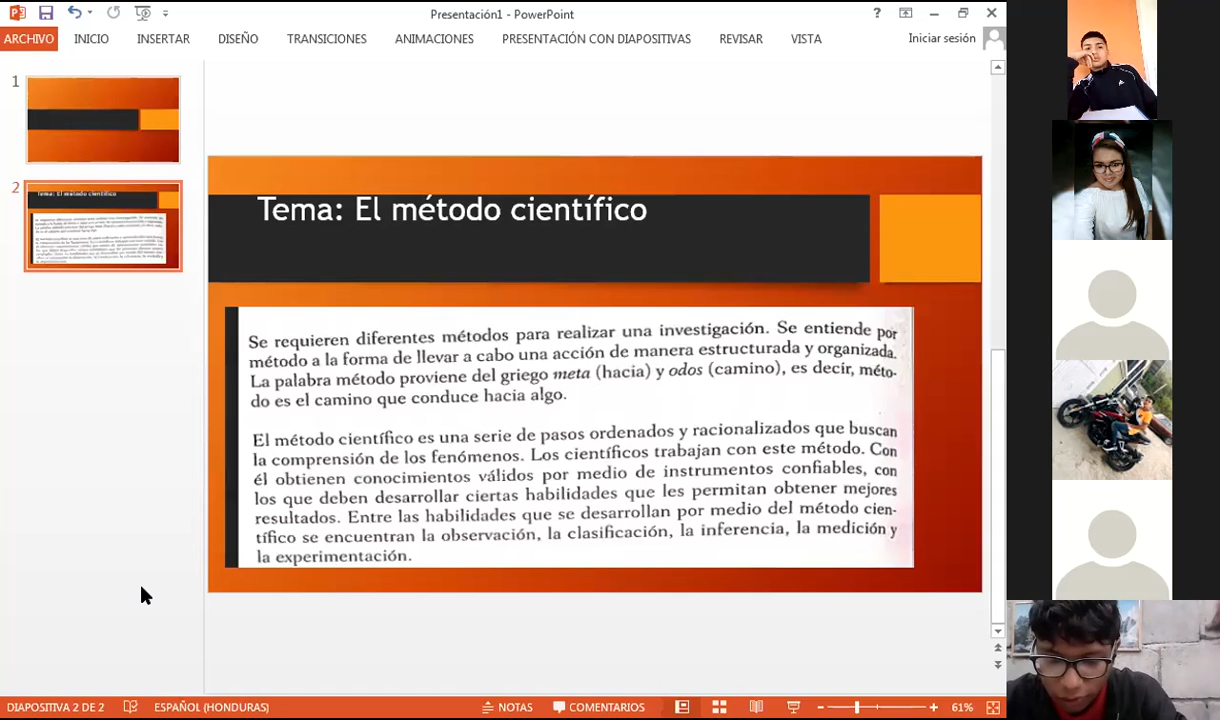 Presentación1 - PowerPoint
?
ARCHIVO INICIO INSERTAR DISEÑO TRANSICIONES ANIMACIONES PRESENTACIÓN CON DIAPOSITIVAS REVISAR VISTA Iniciar sesión
1
2
Tema: El método científico
Tema: El método científico
Se requieren diferentes métodos para realizar una investigación. Se entiende por
método a la forma de llevar a cabo una acción de manera estructurada y organizada.
La palabra método proviene del griego meta (hacia) y odos (camino), es decir, méto-
do es el camino que conduce hacia algo.
El método científico es una serie de pasos ordenados y racionalizados que buscan
la comprensión de los fenómenos. Los científicos trabajan con este método. Con
él obtienen conocimientos válidos por medio de instrumentos confiables, con
los que deben desarrollar ciertas habilidades que les permitan obtener mejores
resultados. Entre las habilidades que se desarrollan por medio del método cien-
tífico se encuentran la observación, la clasificación, la inferencia, la medición y
la experimentación.
DIAPOSITIVA 2 DE 2 ESPAÑOL (HONDURAS) NOTAS COMENTARIOS 61%